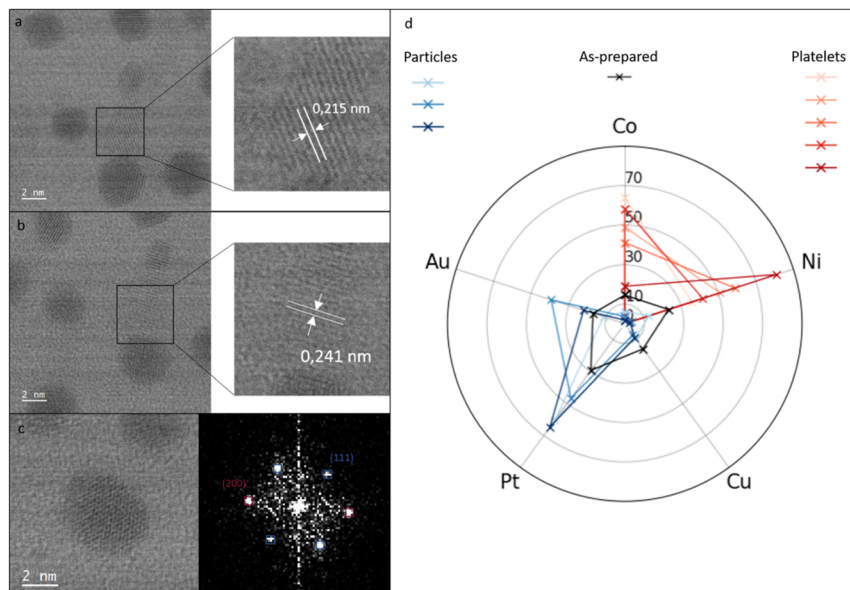 a
0,215 nm
2 nm
b
0,241 nm
2 nm
c
{200}
{111}
2 nm
d
Particles
As-prepared
Platelets
Co
70
50
30
10
0
Au
Ni
Pt
Cu